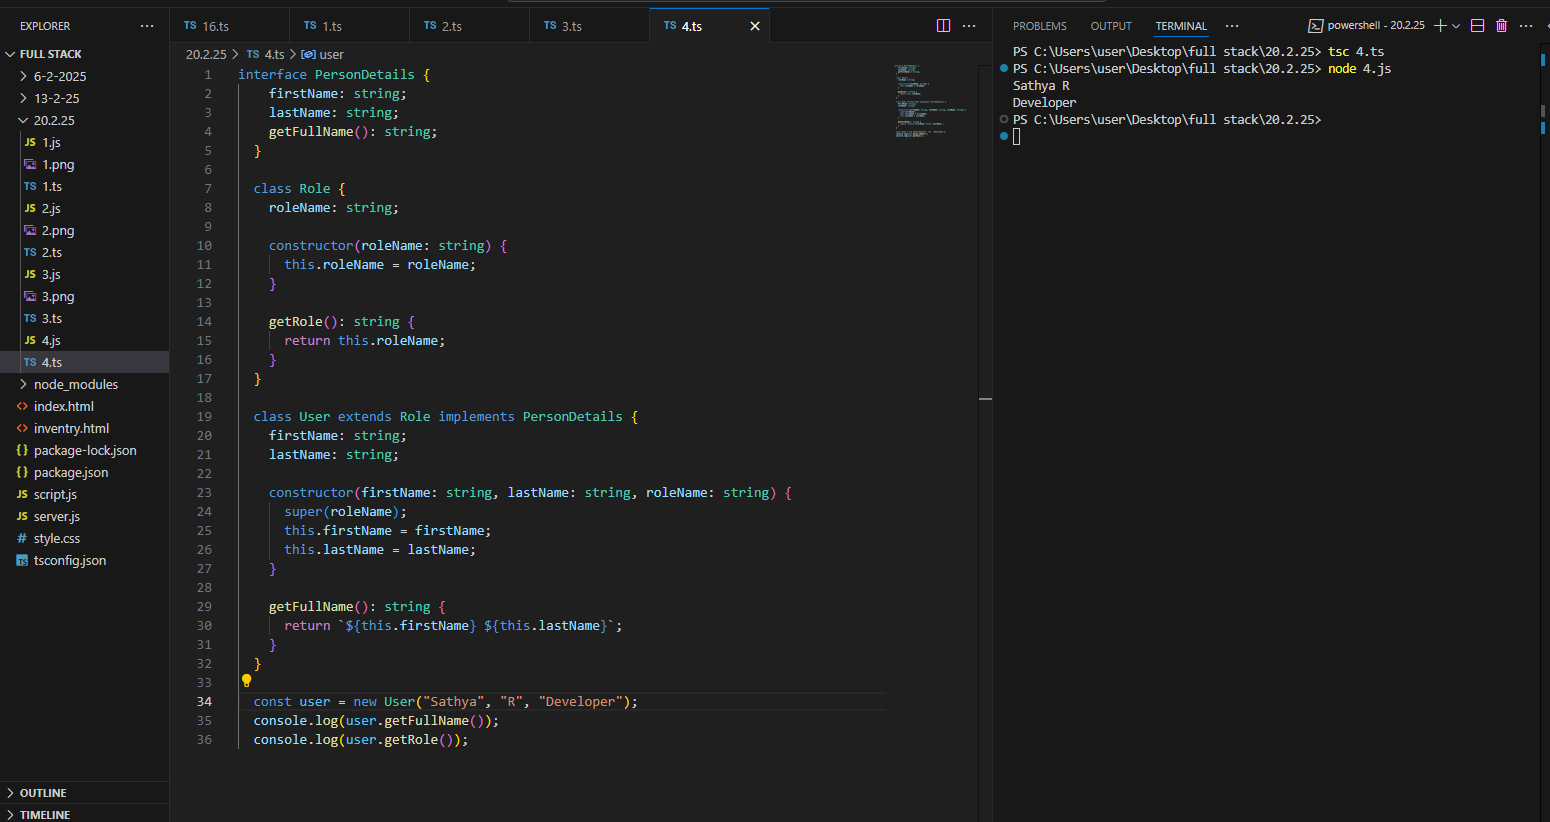 EXPLORER
FULL STACK
6-2-2025
13-2-25
20.2.25
JS 1.js
1.png
TS 1.ts
JS 2.js
2.png
TS 2.ts
JS 3.js
3.png
TS 3.ts
JS 4.js
TS 4.ts
node_modules
<> index.html
<> inventry.html
{} package-lock.json
{} package.json
JS script.js
JS server.js
# style.css
TS tsconfig.json
OUTLINE
TIMELINE
TS 16.ts
TS 1.ts
TS 2.ts
TS 3.ts
TS 4.ts
20.2.25 > TS 4.ts > user
1 interface PersonDetails {
2 firstName: string;
3 lastName: string;
4 getFullName(): string;
5 }
6
7 class Role {
8 roleName: string;
9
10 constructor(roleName: string) {
11 this.roleName = roleName;
12 }
13
14 getRole(): string {
15 return this.roleName;
16 }
17 }
18
19 class User extends Role implements PersonDetails {
20 firstName: string;
21 lastName: string;
22
23 constructor(firstName: string, lastName: string, roleName: string) {
24 super(roleName);
25 this.firstName = firstName;
26 this.lastName = lastName;
27 }
28
29 getFullName(): string {
30 return `${this.firstName} ${this.lastName}`;
31 }
32 }
33
34 const user = new User("Sathya", "R", "Developer");
35 console.log(user.getFullName());
36 console.log(user.getRole());
PROBLEMS OUTPUT TERMINAL powershell - 20.2.25
PS C:\Users\user\Desktop\full stack\20.2.25> tsc 4.ts
PS C:\Users\user\Desktop\full stack\20.2.25> node 4.js
Sathya R
Developer
PS C:\Users\user\Desktop\full stack\20.2.25>